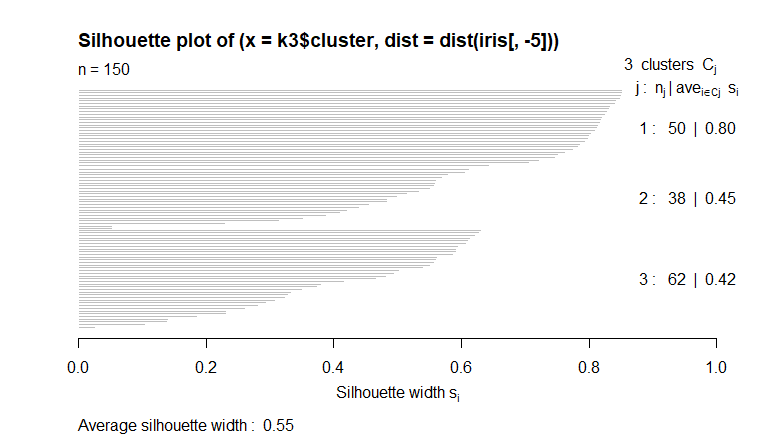 Silhouette plot of (x = k3$cluster, dist = dist(iris[, -5]))
n = 150
3 clusters Cj
j : nj | avei∈Cj si
1 : 50 | 0.80
2 : 38 | 0.45
3 : 62 | 0.42
0.0 0.2 0.4 0.6 0.8 1.0
Silhouette width si
Average silhouette width : 0.55